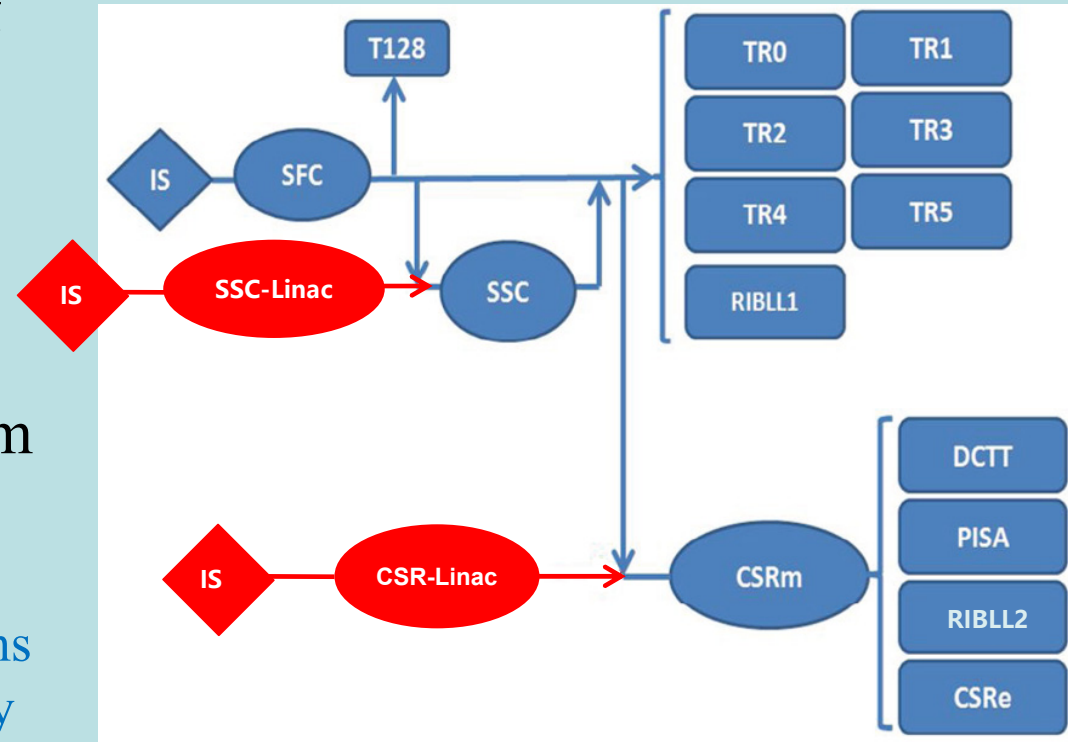 T128
TR0 TR1
TR2 TR3
TR4 TR5
RIBLL1
IS SFC
IS SSC-Linac SSC
m
DCTT
PISA
IS CSR-Linac CSRm
RIBLL2
CSRe